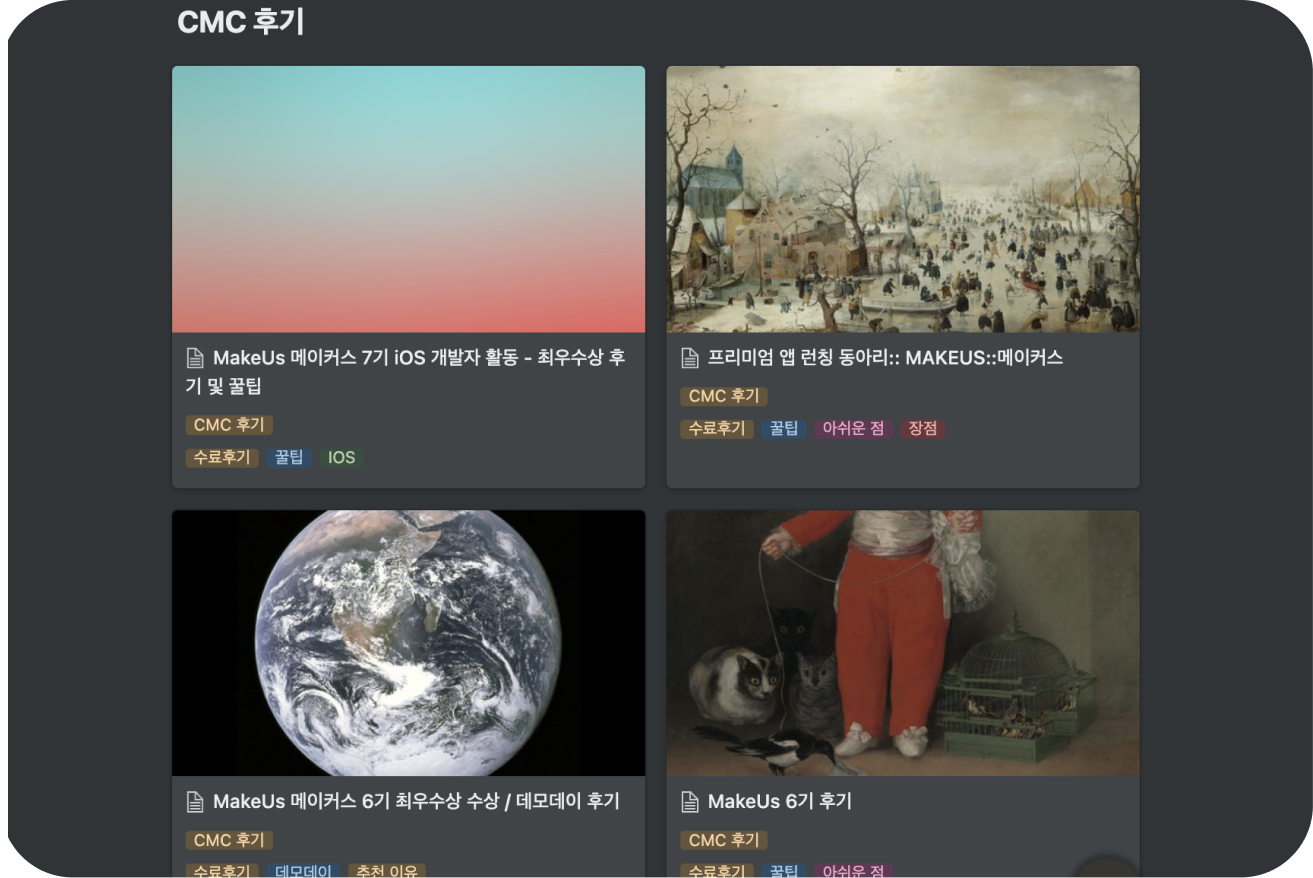 CMC 후기
MakeUs 메이커스 7기 iOS 개발자 활동 - 최우수상 후
기 및 꿀팁
CMC 후기
수료후기 꿀팁 IOS
프리미엄 앱 런칭 동아리:: MAKEUS::메이커스
CMC 후기
수료후기 꿀팁 아쉬운 점 장점
MakeUs 메이커스 6기 최우수상 수상 / 데모데이 후기
CMC 후기
수료후기 데모데이 추천 이유
MakeUs 6기 후기
CMC 후기
수료후기 꿀팁 아쉬운 점